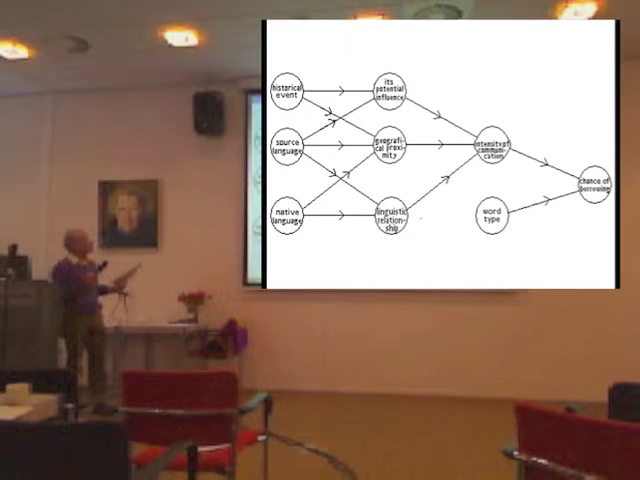 historical
event
its
potential
influence
source
language
geografi-
cal proxi-
mity
intensity of
communi-
cation
chance of
borrowing
native
language
linguistic
relation-
ship
word
type